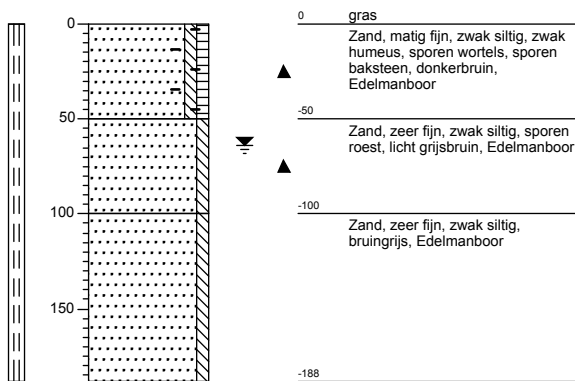 0
0
gras
Zand, matig fijn, zwak siltig, zwak
humeus, sporen wortels, sporen
baksteen, donkerbruin,
Edelmanboor
50
-50
Zand, zeer fijn, zwak siltig, sporen
roest, licht grijsbruin, Edelmanboor
100
-100
Zand, zeer fijn, zwak siltig,
bruingrijs, Edelmanboor
150
-188